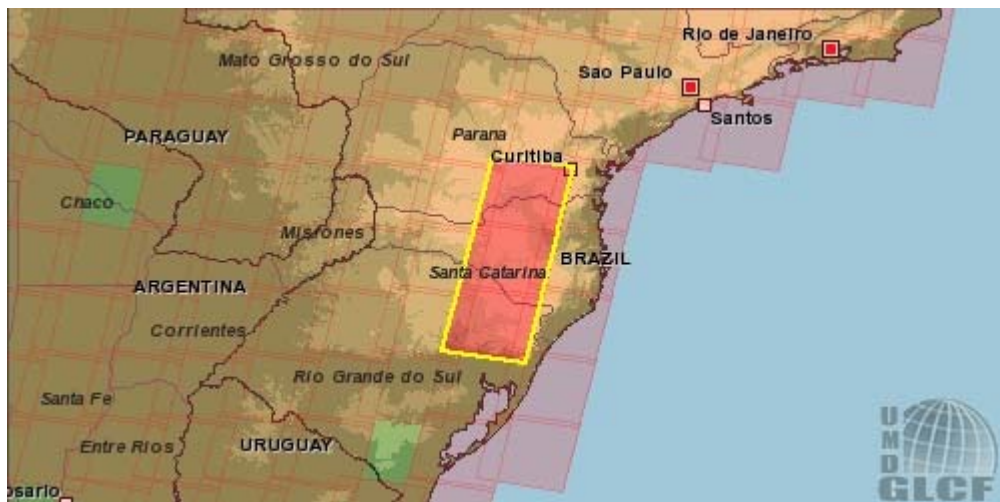 Rio de Janeiro
Mato Grosso do Sul
Sao Paulo
Santos
PARAGUAY
Parana
Curitiba
Chaco
Misiones
BRAZIL
Santa Catarina
ARGENTINA
Corrientes
Rio Grande do Sul
Santa Fe
Entre Rios
URUGUAY
osario
UMD
GLCF